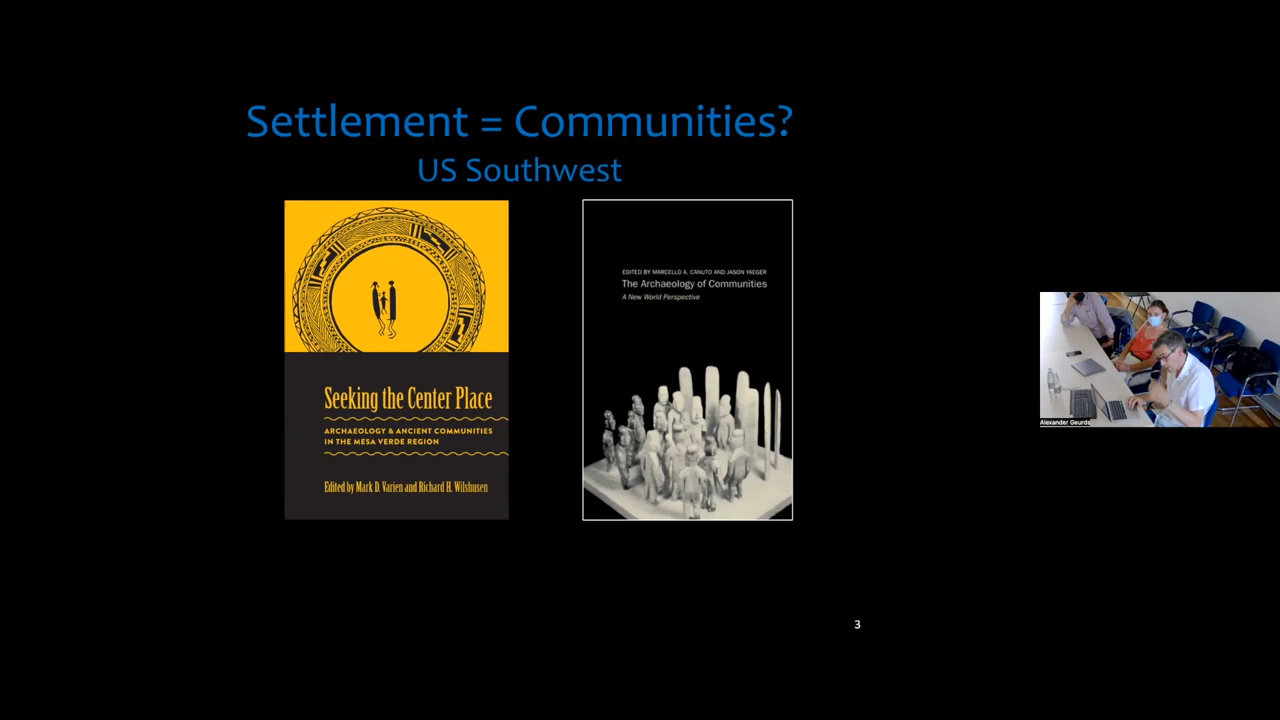 Settlement = Communities?
US Southwest
Seeking the Center Place
ARCHAEOLOGY & ANCIENT COMMUNITIES
IN THE MESA VERDE REGION
Edited by Mark D. Varien and Richard H. Wilshusen
EDITED BY MARCELLO A. CANUTO AND JASON YAEGER
The Archaeology of Communities
A New World Perspective
Alexander Geurds
3